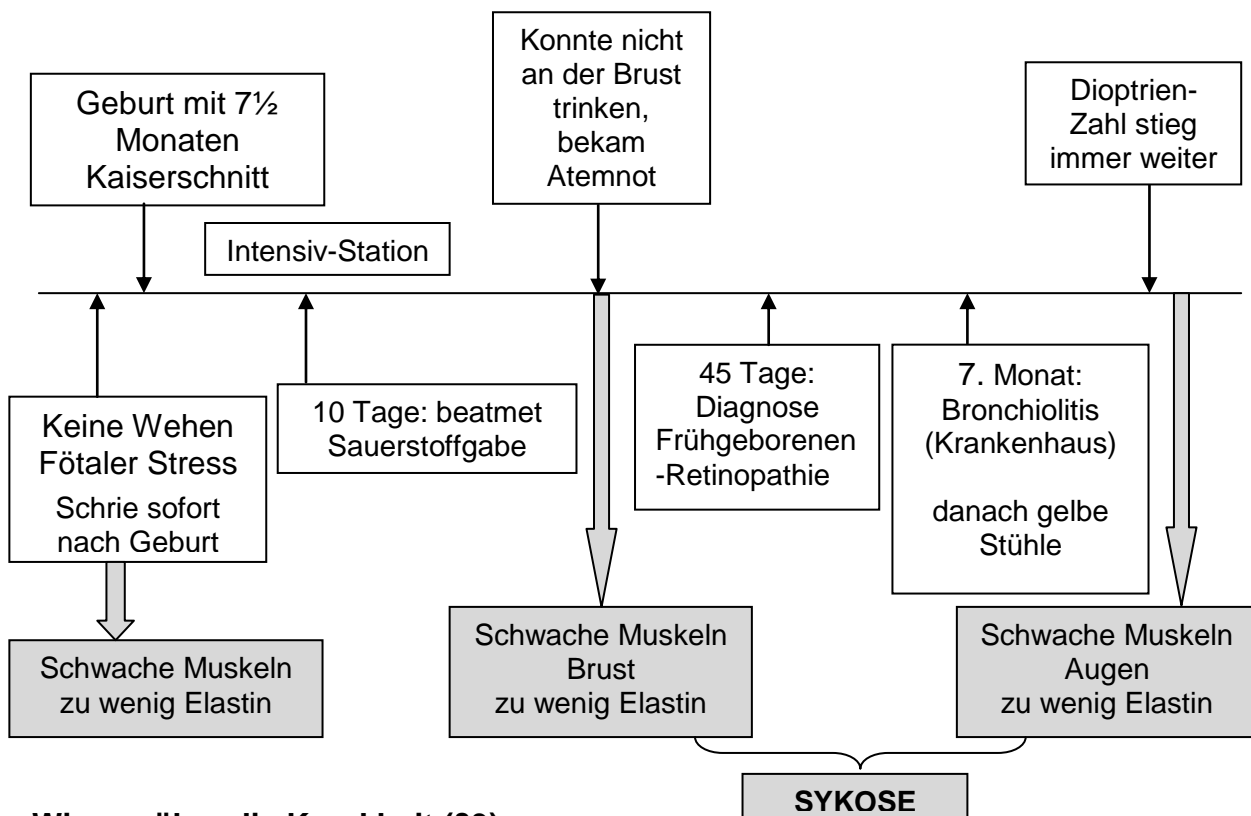 Konnte nicht
an der Brust
trinken,
bekam
Atemnot
Geburt mit 7½
Monaten
Kaiserschnitt
Dioptrien-
Zahl stieg
immer weiter
Intensiv-Station
Keine Wehen
Fötaler Stress
Schrie sofort
nach Geburt
10 Tage: beatmet
Sauerstoffgabe
45 Tage:
Diagnose
Frühgeborenen
-Retinopathie
7. Monat:
Bronchiolitis
(Krankenhaus)
danach gelbe
Stühle
Schwache Muskeln
zu wenig Elastin
Schwache Muskeln
Brust
zu wenig Elastin
Schwache Muskeln
Augen
zu wenig Elastin
SYKOSE